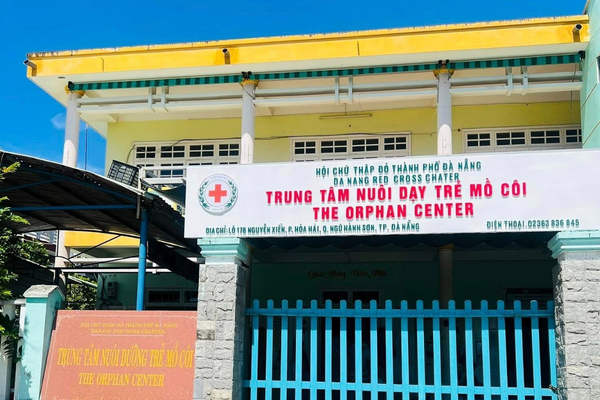 HỘI CHỮ THẬP ĐỎ THÀNH PHỐ ĐÀ NẴNG
DA NANG RED CROSS CHATER
TRUNG TÂM NUÔI DẠY TRẺ MỒ CÔI
THE ORPHAN CENTER
ĐỊA CHỈ: LÔ 178 NGUYỄN XIỂN, P. HÒA HẢI, Q. NGŨ HÀNH SƠN, TP. ĐÀ NẴNG
ĐIỆN THOẠI: 02363 836 845
TRUNG TÂM NUÔI DƯỠNG TRẺ MỒ CÔI
THE ORPHAN CENTER